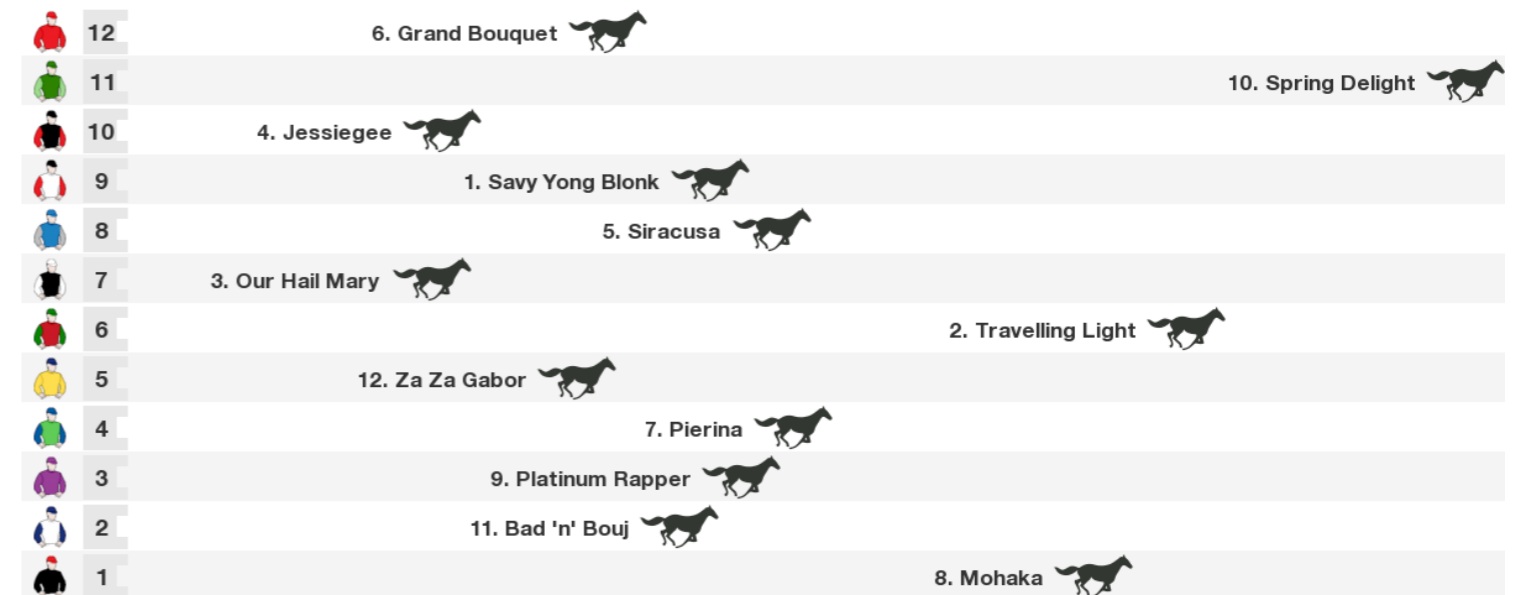 12 6. Grand Bouquet
11 10. Spring Delight
10 4. Jessiegee
9 1. Savy Yong Blonk
8 5. Siracusa
7 3. Our Hail Mary
6 2. Travelling Light
5 12. Za Za Gabor
4 7. Pierina
3 9. Platinum Rapper
2 11. Bad 'n' Bouj
1 8. Mohaka